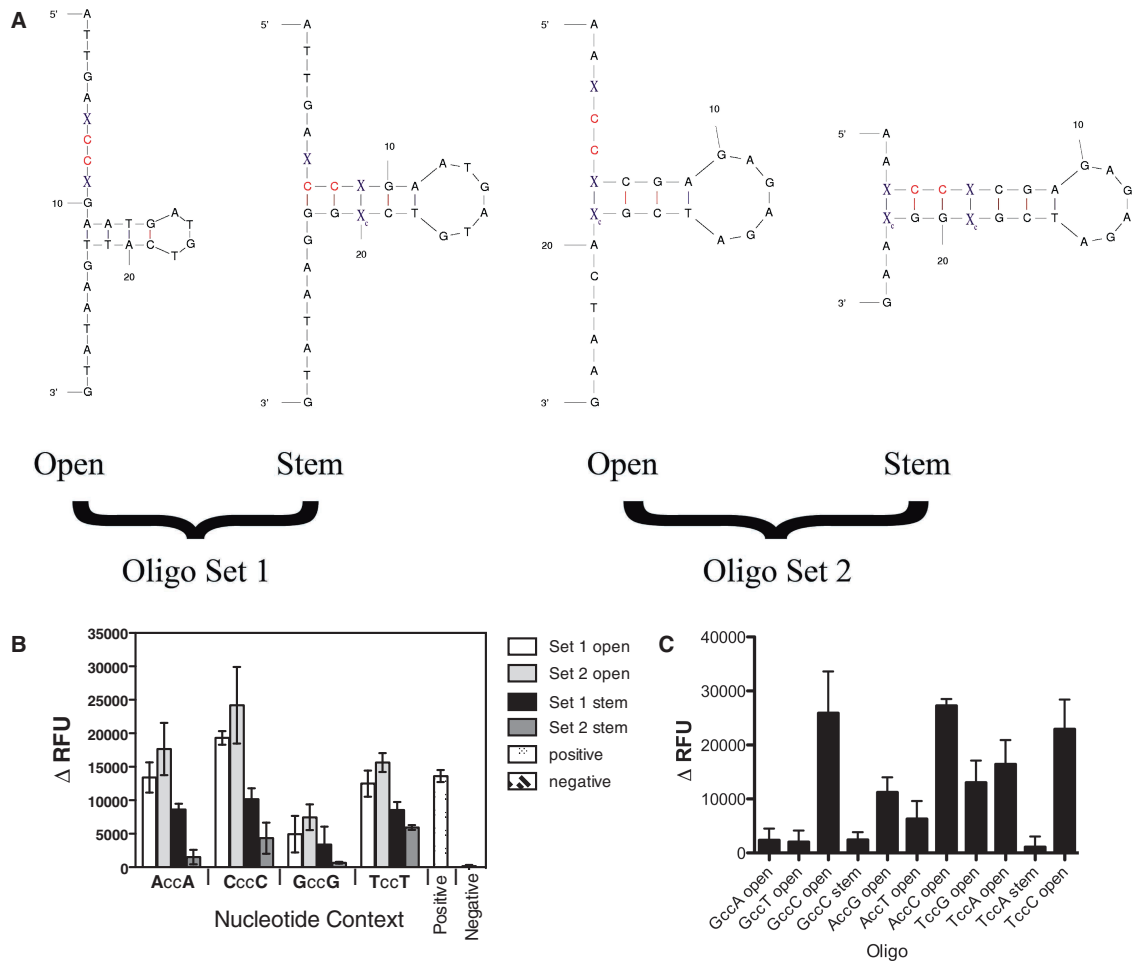 A
5' A T T G A X C C X
10 G A A T G A T G
T T A C T
20
G A A T A T
3' G
5' A T T G A X
10
C C X G A A T G A T G
G G Xc C T
20
G A A T A T
3' G
5' A A X C C
10
X C G A G A G A G A
Xc G C T
20 A C T A A
3' G
5' A A
10
X C C X C G A G A G A G A
Xc G G Xc G C T
20
A A
3' G
Open
Stem
Oligo Set 1
Open
Stem
Oligo Set 2
B
Δ RFU
35000
30000
25000
20000
15000
10000
5000
0
AccA
CccC
GccG
TccT
Positive
Negative
Nucleotide Context
Set 1 open
Set 2 open
Set 1 stem
Set 2 stem
positive
negative
C
Δ RFU
40000
30000
20000
10000
0
GccA open
GccT open
GccC open
GccC stem
AccG open
AccT open
AccC open
TccG open
TccA open
TccA stem
TccC open
Oligo